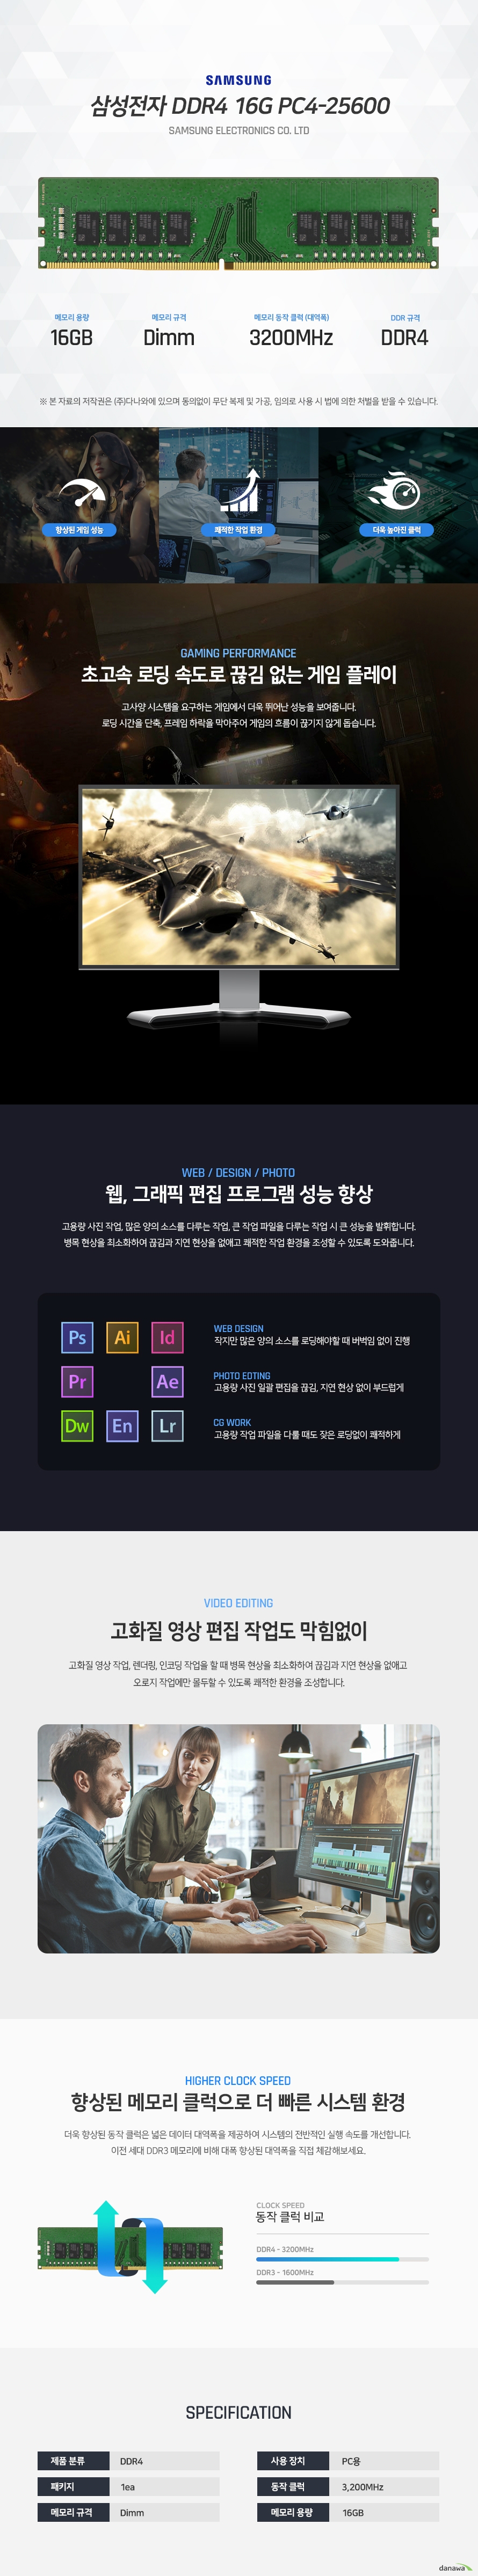 SAMSUNG
삼성전자 DDR4 16G PC4-25600
SAMSUNG ELECTRONICS CO. LTD
메모리 용량
16GB
메모리 규격
Dimm
메모리 동작 클럭 (대역폭)
3200MHz
DDR 규격
DDR4
※ 본 자료의 저작권은 (주)다나와에 있으며 동의없이 무단 복제 및 가공, 임의로 사용 시 법에 의한 처벌을 받을 수 있습니다.
향상된 게임 성능
쾌적한 작업 환경
더욱 높아진 클럭
GAMING PERFORMANCE
초고속 로딩 속도로 끊김 없는 게임 플레이
고사양 시스템을 요구하는 게임에서 더욱 뛰어난 성능을 보여줍니다.
로딩 시간을 단축, 프레임 하락을 막아주어 게임의 흐름이 끊기지 않게 돕습니다.
WEB / DESIGN / PHOTO
웹, 그래픽 편집 프로그램 성능 향상
고용량 사진 작업, 많은 양의 소스를 다루는 작업, 큰 작업 파일을 다루는 작업 시 큰 성능을 발휘합니다.
병목 현상을 최소화하여 끊김과 지연 현상을 없애고 쾌적한 작업 환경을 조성할 수 있도록 도와줍니다.
Ps Ai Id
Pr Ae
Dw En Lr
WEB DESIGN
작지만 많은 양의 소스를 로딩해야할 때 버벅임 없이 진행
PHOTO EDTING
고용량 사진 일괄 편집을 끊김, 지연 현상 없이 부드럽게
CG WORK
고용량 작업 파일을 다룰 때도 잦은 로딩없이 쾌적하게
VIDEO EDITING
고화질 영상 편집 작업도 막힘없이
고화질 영상 작업, 렌더링, 인코딩 작업을 할 때 병목 현상을 최소화하여 끊김과 지연 현상을 없애고
오로지 작업에만 몰두할 수 있도록 쾌적한 환경을 조성합니다.
HIGHER CLOCK SPEED
향상된 메모리 클럭으로 더 빠른 시스템 환경
더욱 향상된 동작 클럭은 넓은 데이터 대역폭을 제공하여 시스템의 전반적인 실행 속도를 개선합니다.
이전 세대 DDR3 메모리에 비해 대폭 향상된 대역폭을 직접 체감해보세요.
CLOCK SPEED
동작 클럭 비교
DDR4 - 3200MHz
DDR3 - 1600MHz
SPECIFICATION
제품 분류 DDR4
사용 장치 PC용
패키지 1ea
동작 클럭 3,200MHz
메모리 규격 Dimm
메모리 용량 16GB
danawa